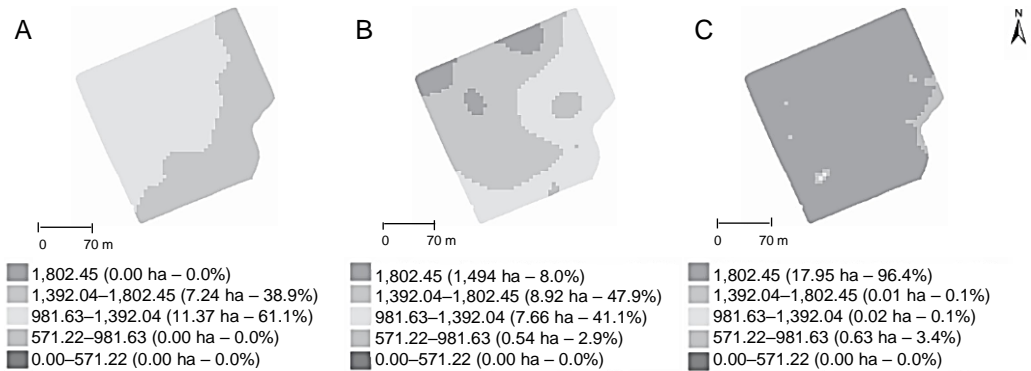 A
B
C
N
0 70 m
0 70 m
0 70 m
1,802.45 (0.00 ha – 0.0%)
1,392.04–1,802.45 (7.24 ha – 38.9%)
981.63–1,392.04 (11.37 ha – 61.1%)
571.22–981.63 (0.00 ha – 0.0%)
0.00–571.22 (0.00 ha – 0.0%)
1,802.45 (1,494 ha – 8.0%)
1,392.04–1,802.45 (8.92 ha – 47.9%)
981.63–1,392.04 (7.66 ha – 41.1%)
571.22–981.63 (0.54 ha – 2.9%)
0.00–571.22 (0.00 ha – 0.0%)
1,802.45 (17.95 ha – 96.4%)
1,392.04–1,802.45 (0.01 ha – 0.1%)
981.63–1,392.04 (0.02 ha – 0.1%)
571.22–981.63 (0.63 ha – 3.4%)
0.00–571.22 (0.00 ha – 0.0%)